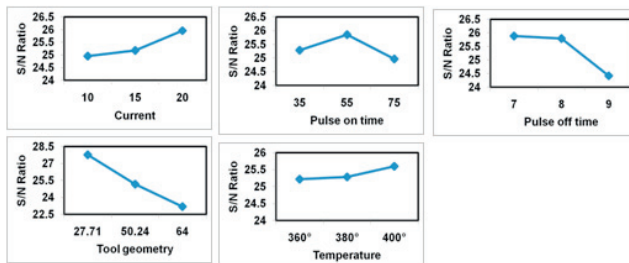 S/N Ratio
26.5
26
25.5
25
24.5
24
10 15 20
Current
S/N Ratio
26.5
26
25.5
25
24.5
24
35 55 75
Pulse on time
S/N Ratio
26.5
26
25.5
25
24.5
24
7 8 9
Pulse off time
S/N Ratio
28.5
27
25.5
24
22.5
27.71 50.24 64
Tool geometry
S/N Ratio
26
25.5
25
24.5
24
360° 380° 400°
Temperature